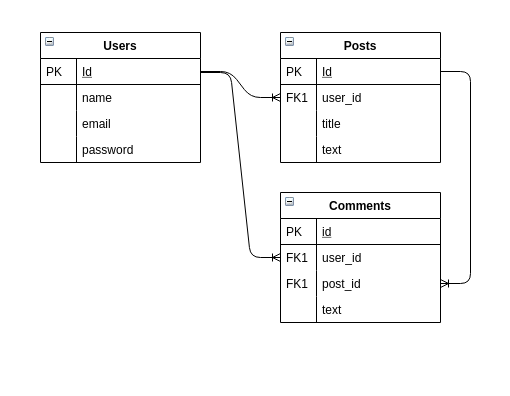 Users
PK Id
name
email
password
Posts
PK Id
FK1 user_id
title
text
Comments
PK id
FK1 user_id
FK1 post_id
text